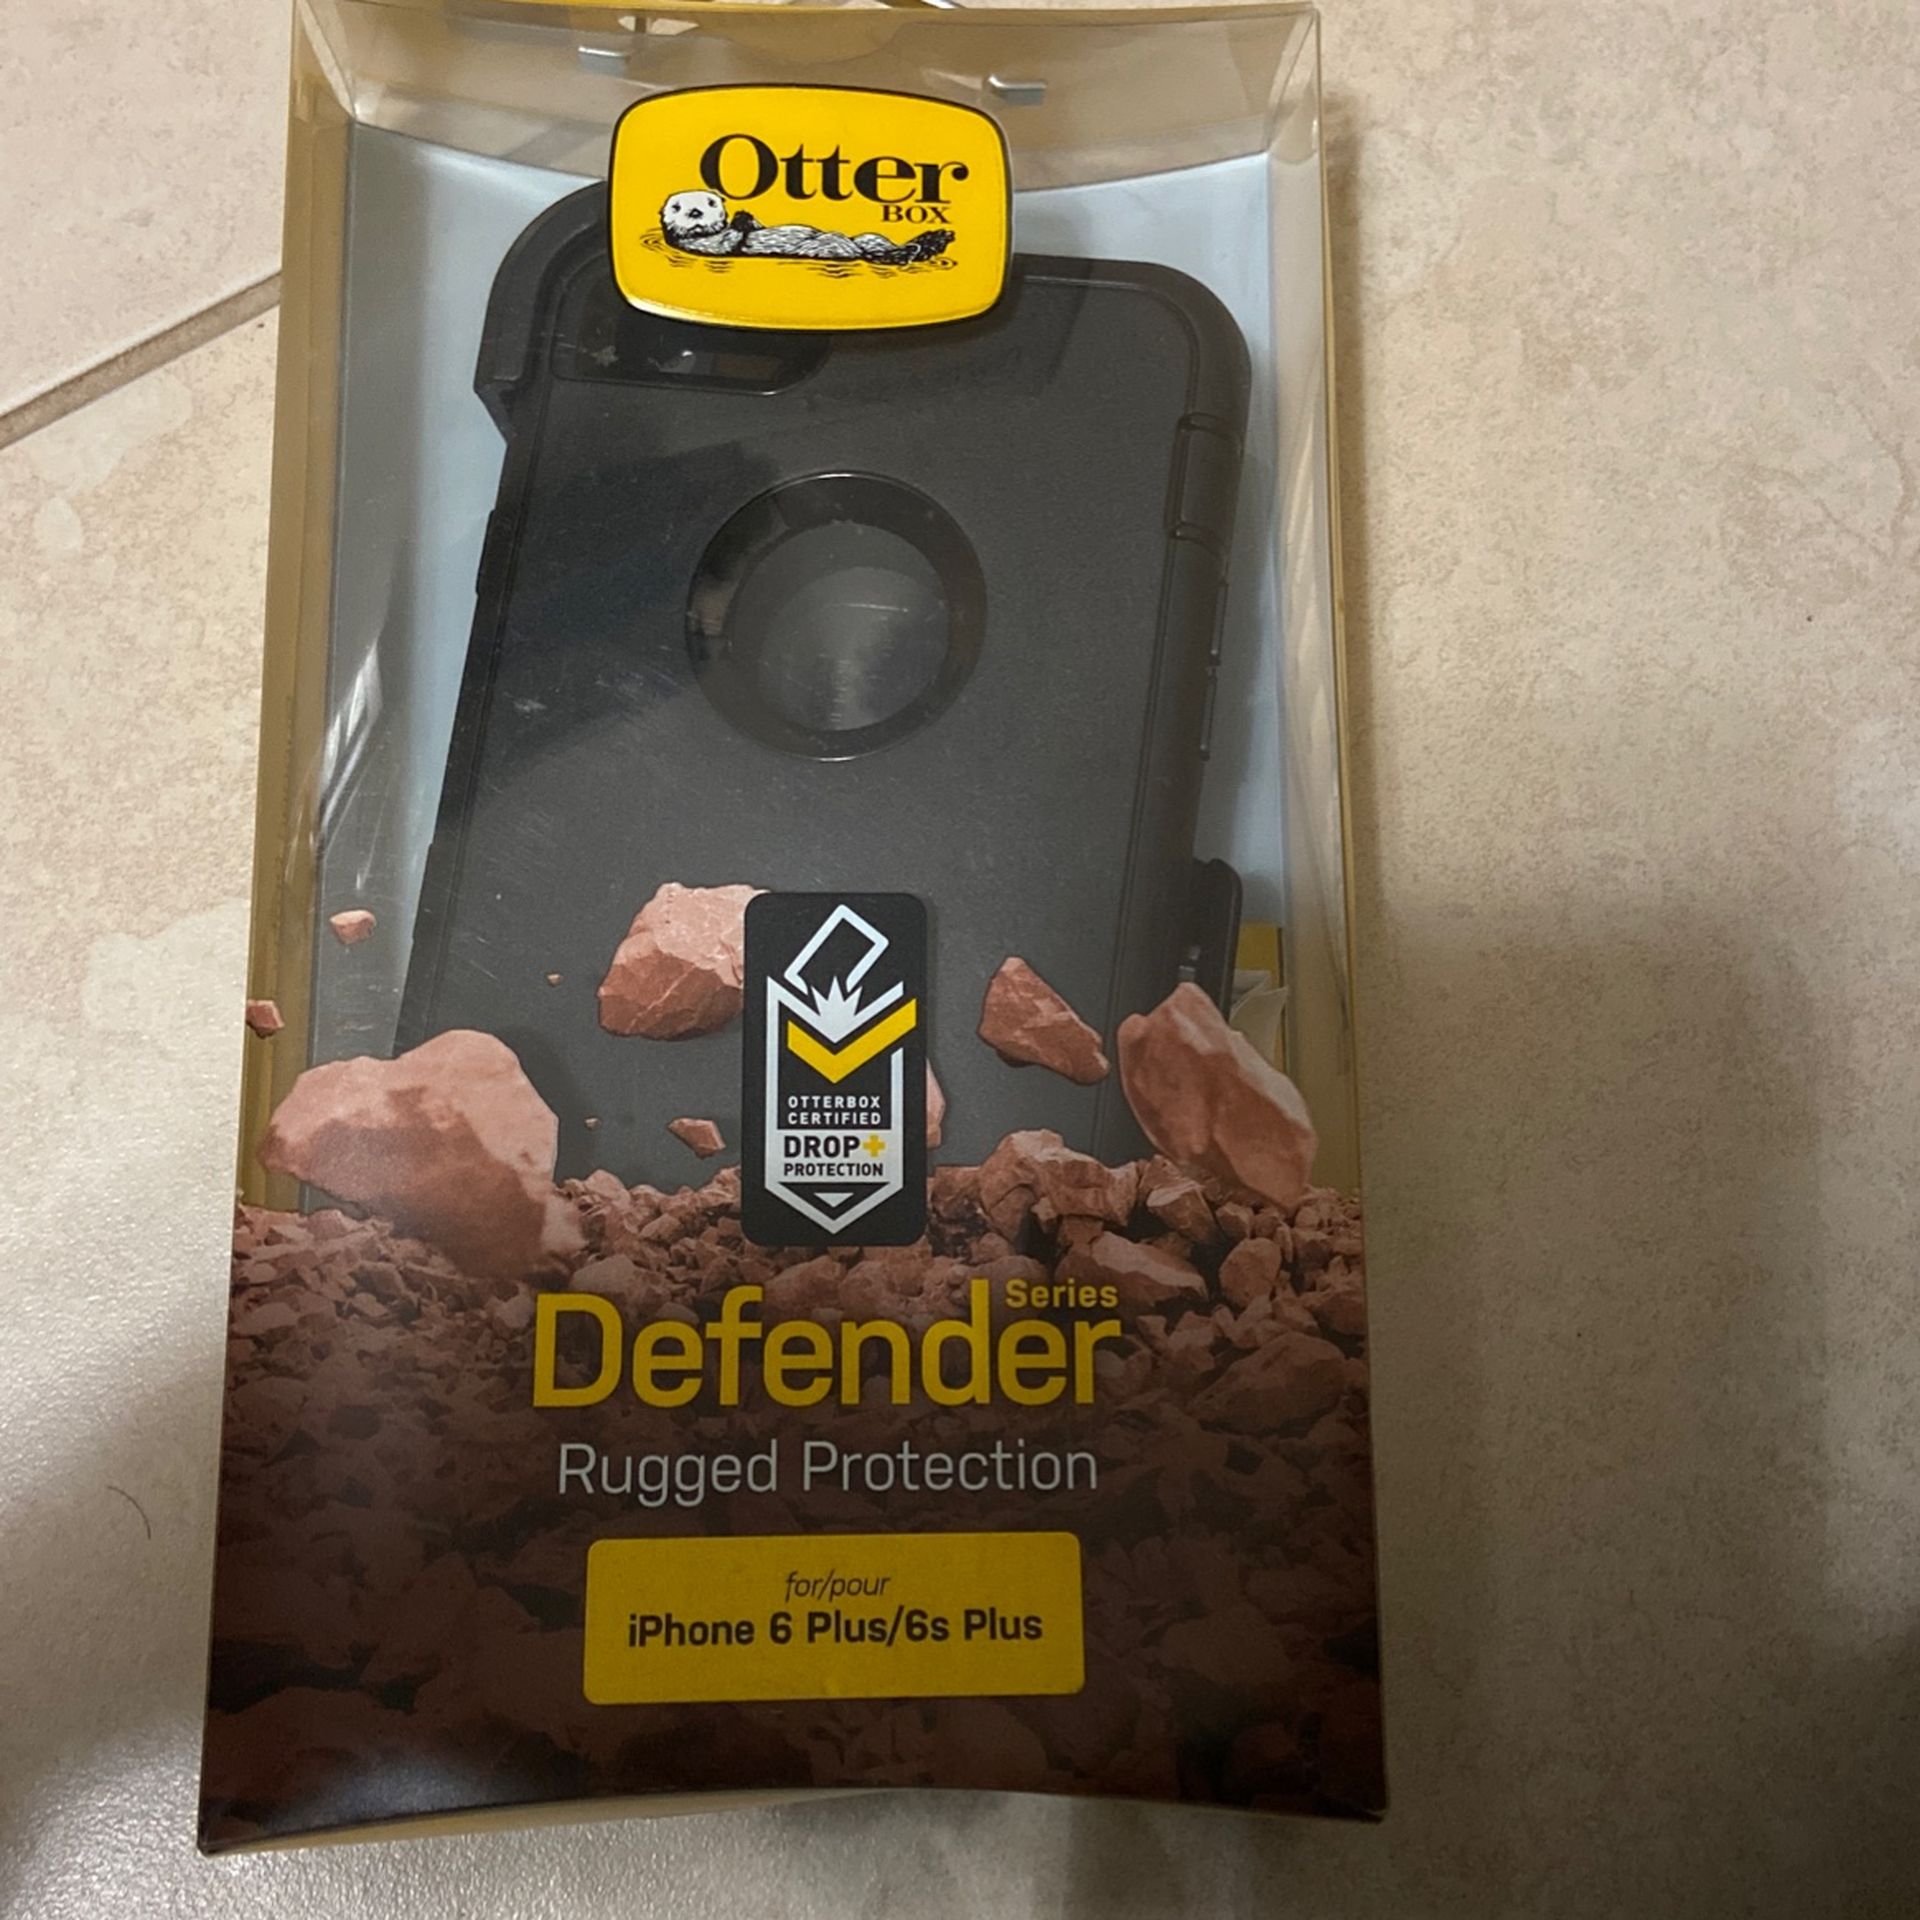 Otter
BOX
OTTERBOX
CERTIFIED
DROP+
PROTECTION
Defender Series
Rugged Protection
for/pour
iPhone 6 Plus/6s Plus